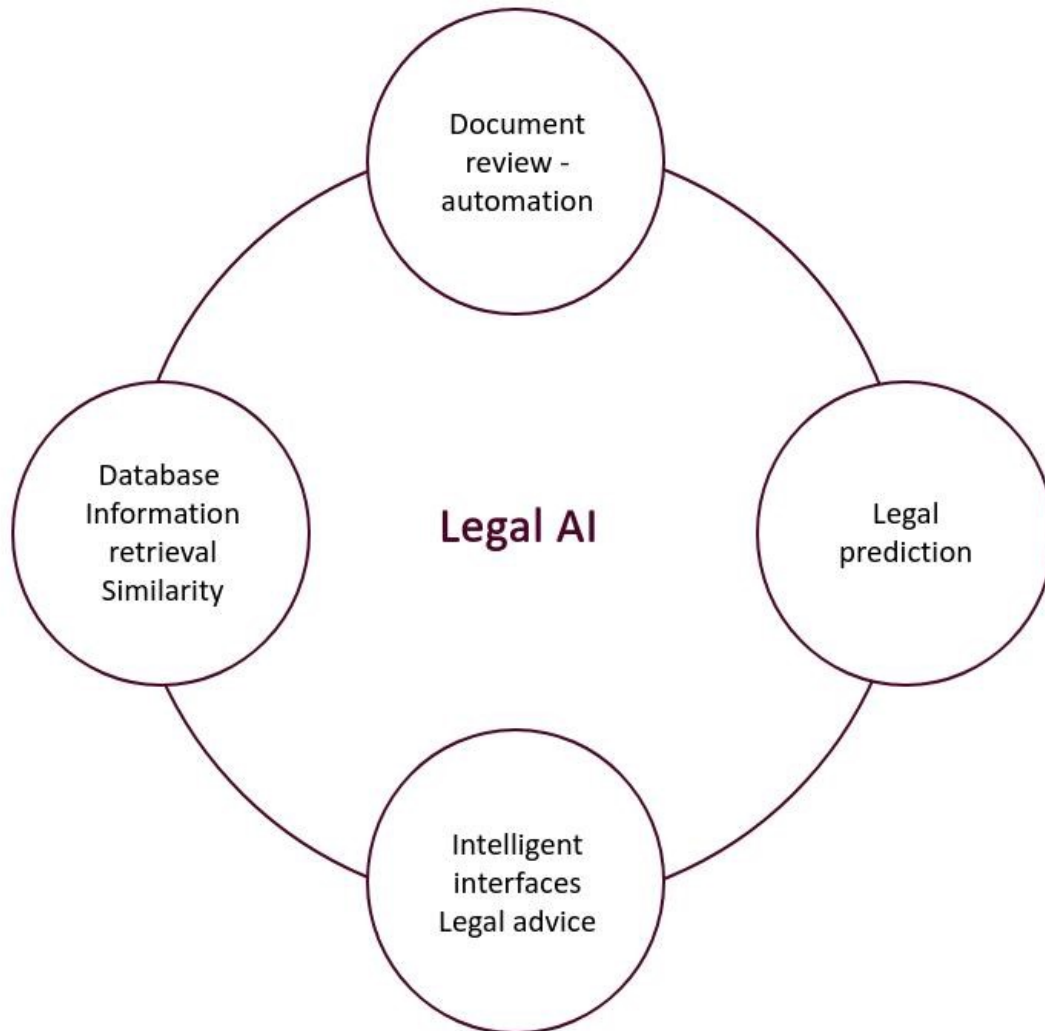 Document
review -
automation
Database
Information
retrieval
Similarity
Legal AI
Legal
prediction
Intelligent
interfaces
Legal advice